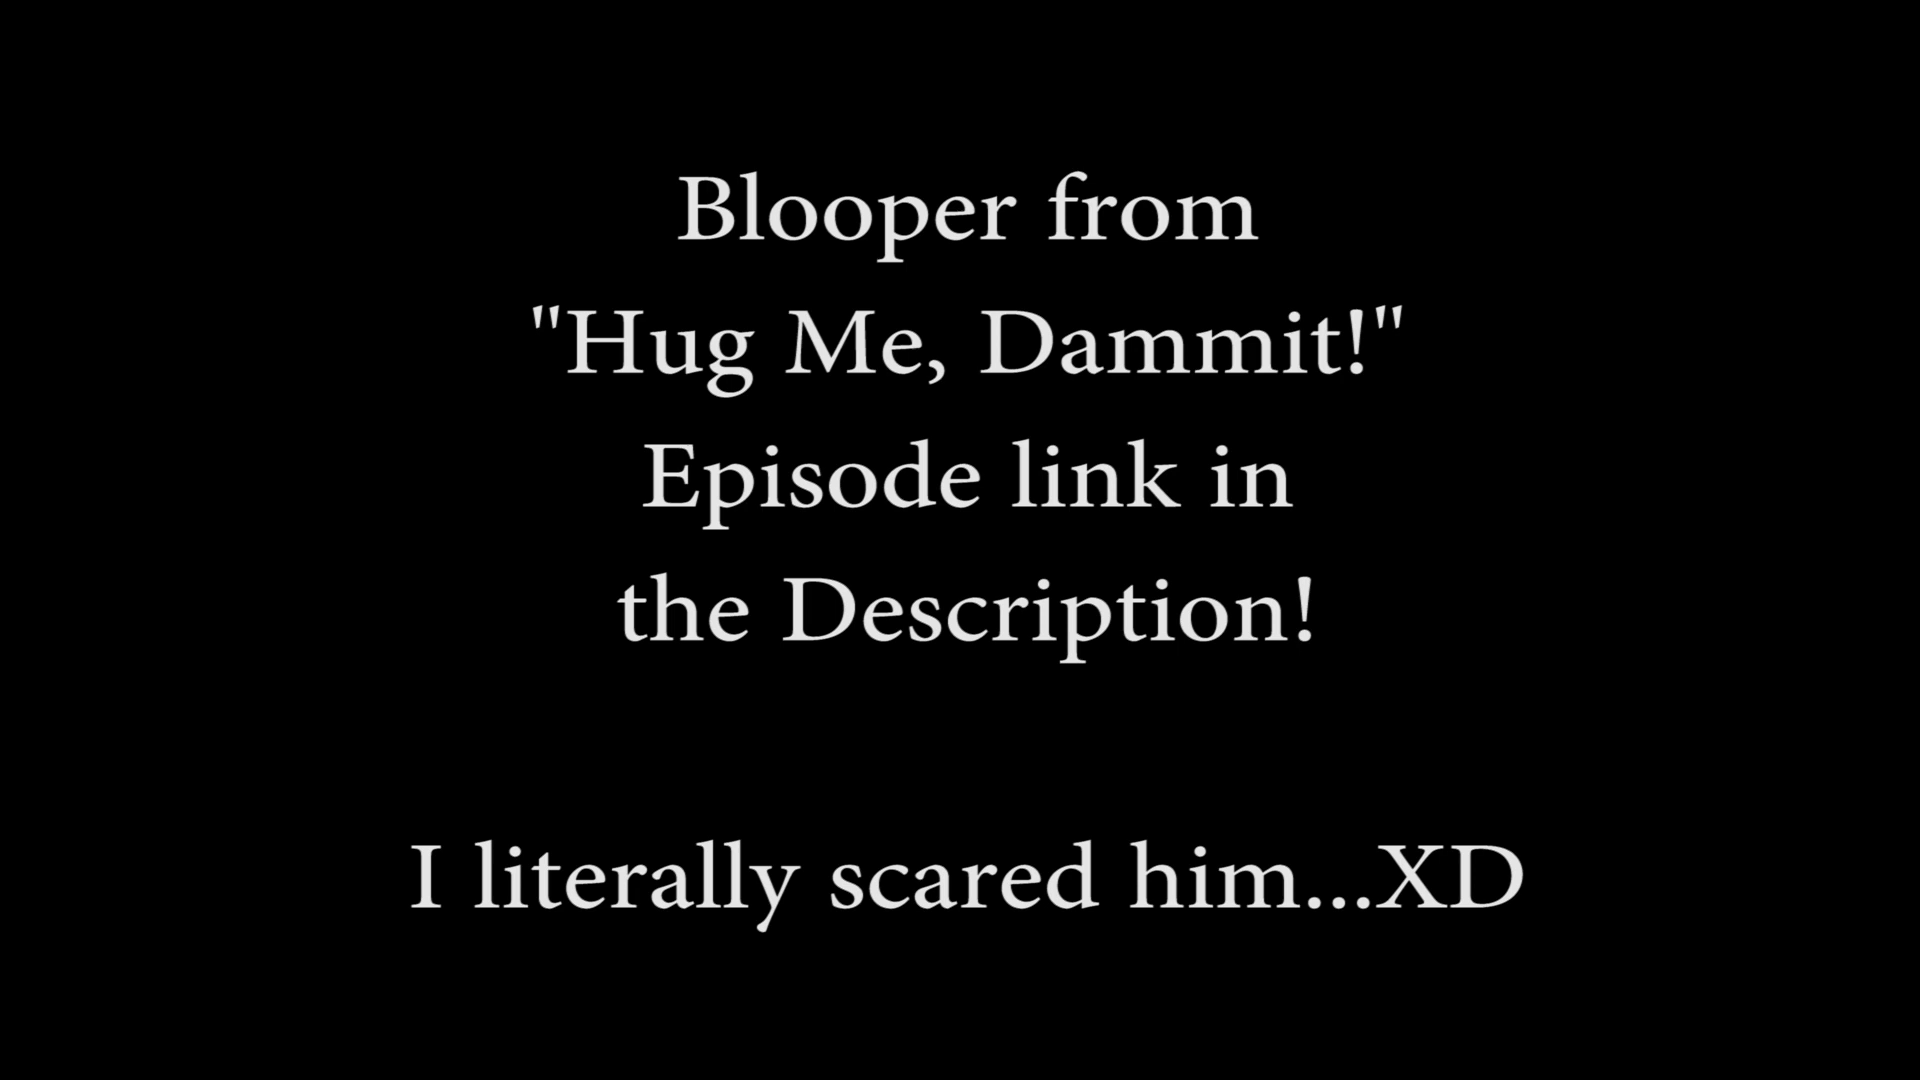 Blooper from
"Hug Me, Dammit!"
Episode link in
the Description!
I literally scared him...XD